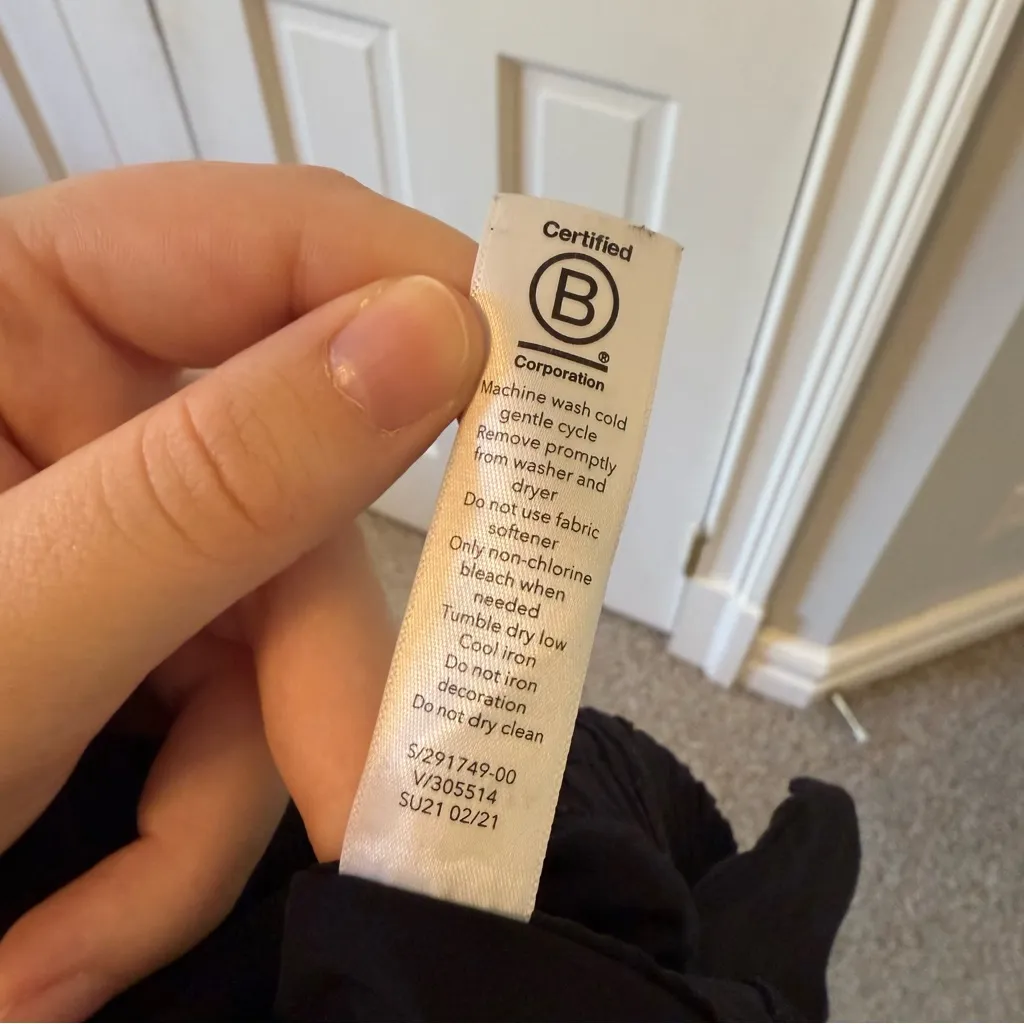 Certified
B
®
Corporation
Machine wash cold
gentle cycle
Remove promptly
from washer and
dryer
Do not use fabric
softener
Only non-chlorine
bleach when
needed
Tumble dry low
Cool iron
Do not iron
decoration
Do not dry clean
S/291749-00
V/305514
SU21 02/21